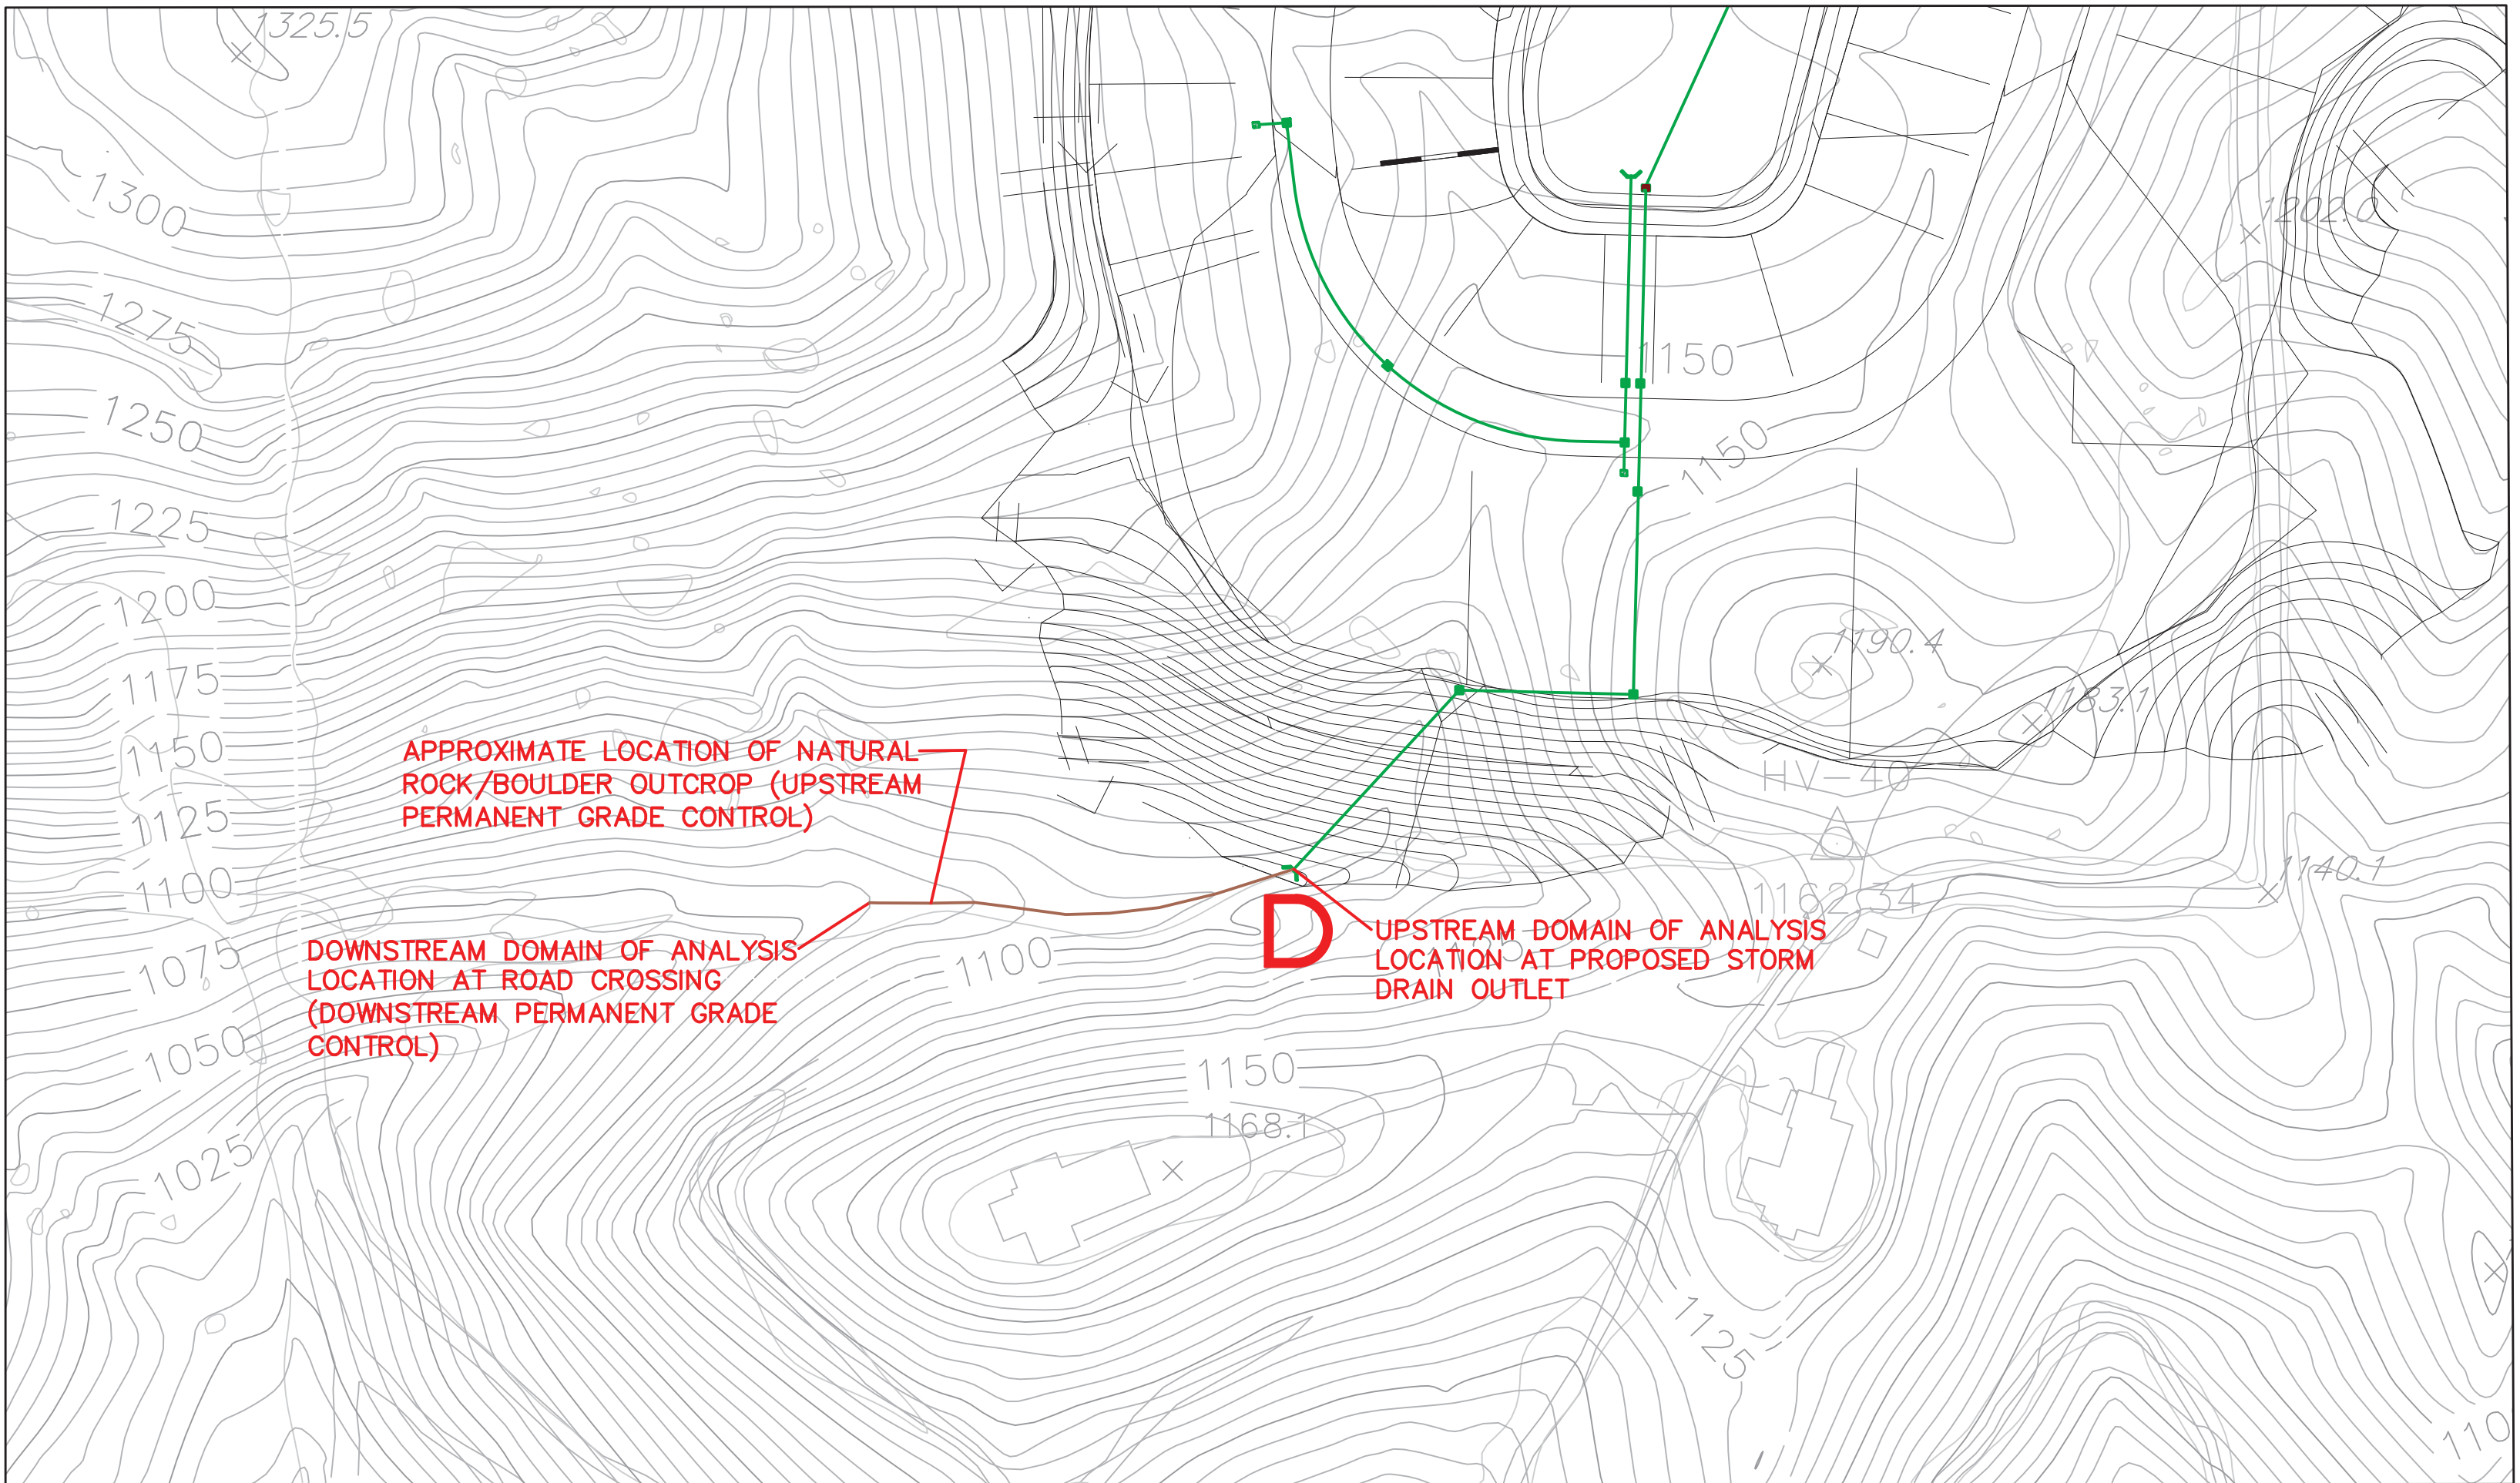 1325.5
1300
1202.0
1275
1150
1250
1150
1225
1200
1190.4
1175
1183.1
1150
APPROXIMATE LOCATION OF NATURAL
ROCK/BOULDER OUTCROP (UPSTREAM
PERMANENT GRADE CONTROL)
HV-40
1125
1100
1140.1
1162.34
D
UPSTREAM DOMAIN OF ANALYSIS
LOCATION AT PROPOSED STORM
DRAIN OUTLET
1125
1100
DOWNSTREAM DOMAIN OF ANALYSIS
LOCATION AT ROAD CROSSING
(DOWNSTREAM PERMANENT GRADE
CONTROL)
1075
1050
1150
1168.1
1025
1125
110